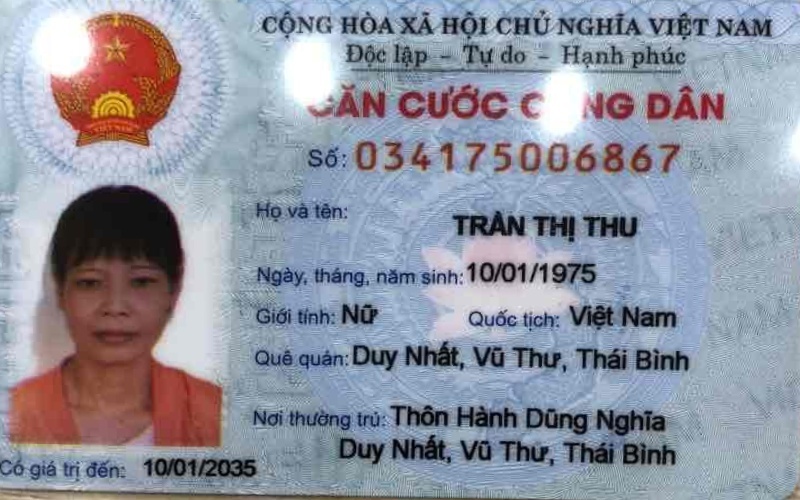 CỘNG HÒA XÃ HỘI CHỦ NGHĨA VIỆT NAM
Độc lập - Tự do - Hạnh phúc
CĂN CƯỚC CÔNG DÂN
Số: 034175006867
Họ và tên:
TRẦN THỊ THU
Ngày, tháng, năm sinh: 10/01/1975
Giới tính: Nữ Quốc tịch: Việt Nam
Quê quán: Duy Nhất, Vũ Thư, Thái Bình
Nơi thường trú: Thôn Hành Dũng Nghĩa
Duy Nhất, Vũ Thư, Thái Bình
Có giá trị đến: 10/01/2035
VIỆT NAM